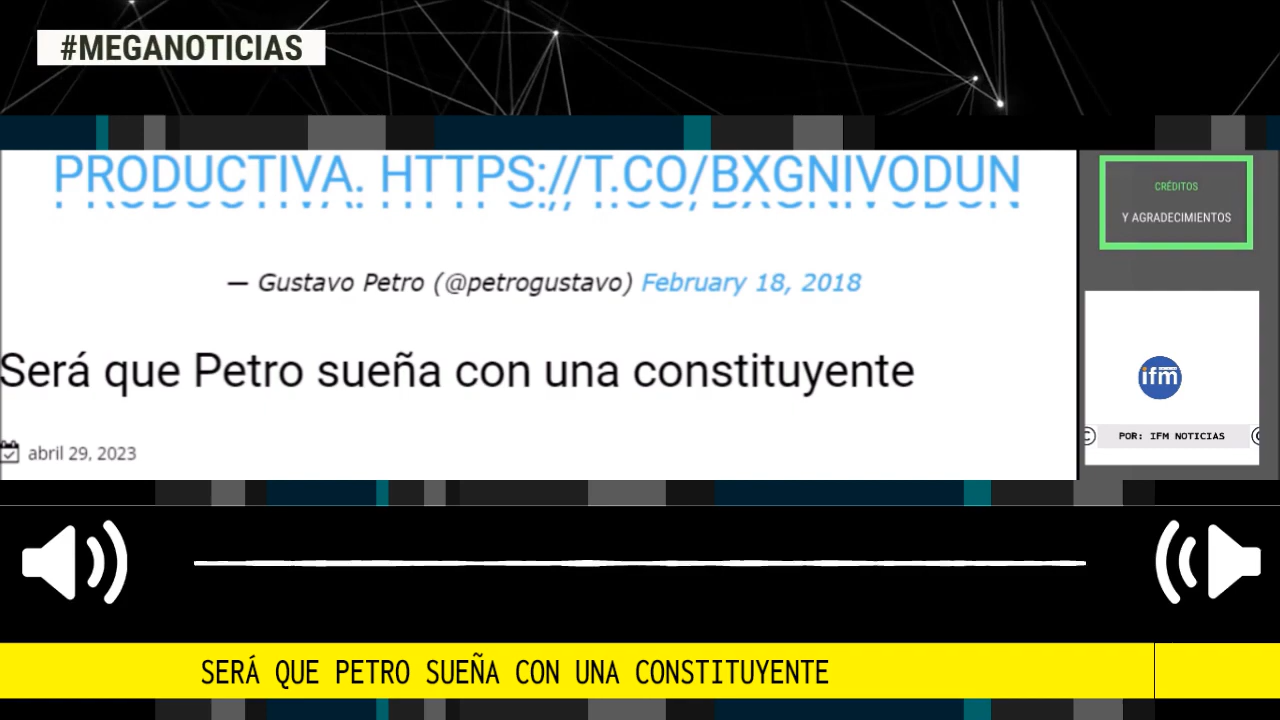 #MEGANOTICIAS
PRODUCTIVA. HTTPS://T.CO/BXGNIVODUN
— Gustavo Petro (@petrogustavo) February 18, 2018
Será que Petro sueña con una constituyente
abril 29, 2023
CRÉDITOS
Y AGRADECIMIENTOS
ifm
POR: IFM NOTICIAS
SERÁ QUE PETRO SUEÑA CON UNA CONSTITUYENTE